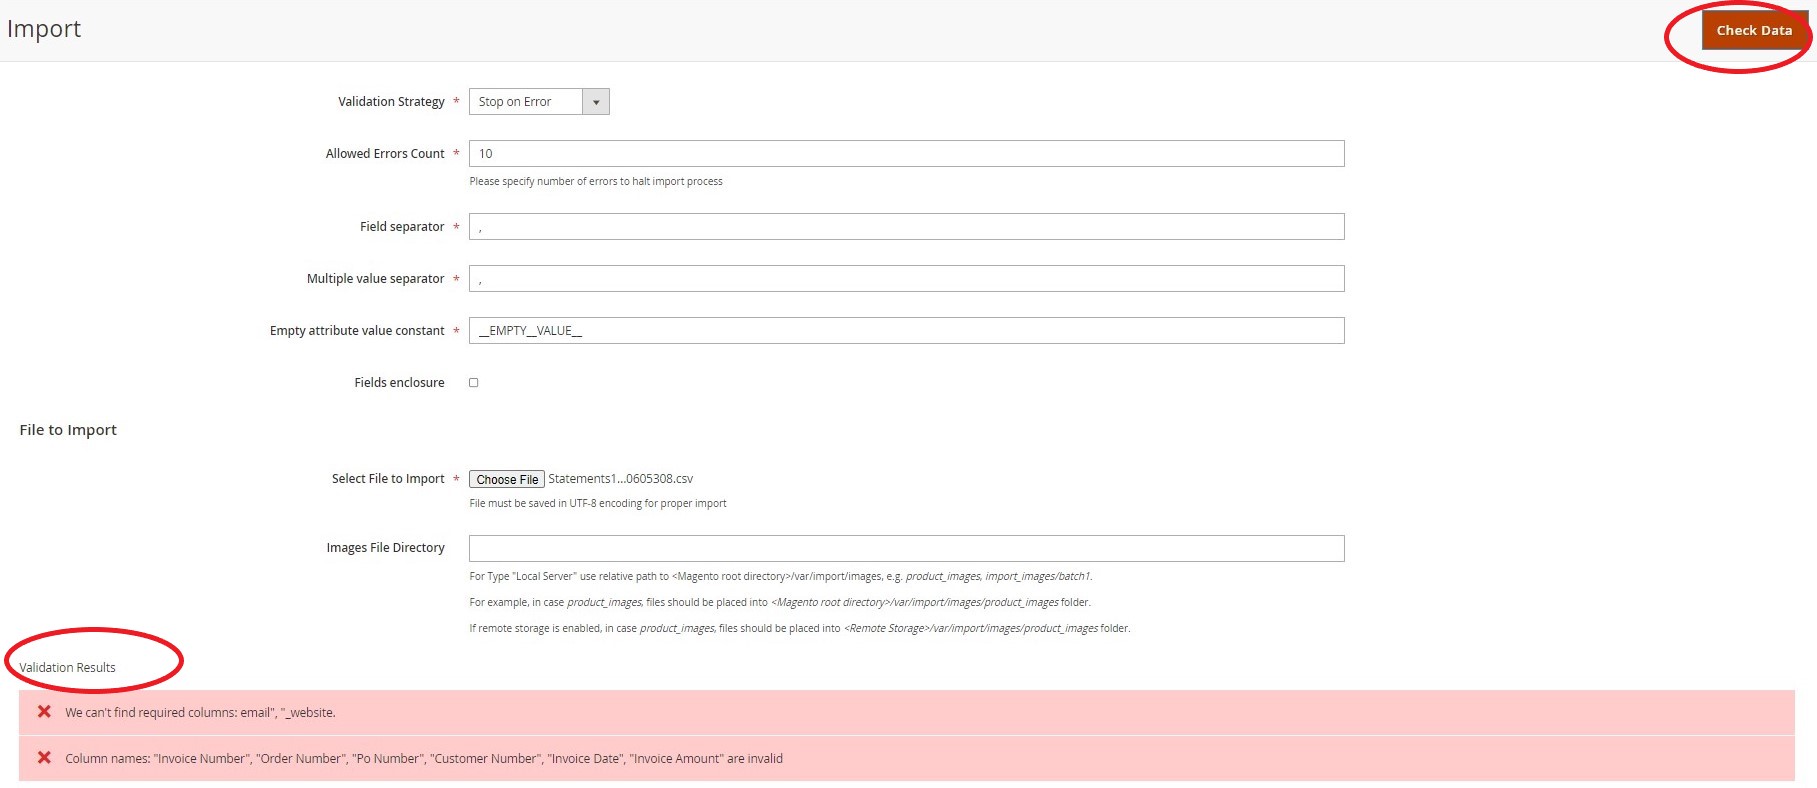 Import
Check Data
Validation Strategy * Stop on Error
Allowed Errors Count * 10
Please specify number of errors to halt import process
Field separator * ,
Multiple value separator * ,
Empty attribute value constant * __EMPTY__VALUE__
Fields enclosure
File to Import
Select File to Import * Choose File Statements1...0605308.csv
File must be saved in UTF-8 encoding for proper import
Images File Directory
For Type "Local Server" use relative path to <Magento root directory>/var/import/images, e.g. product_images, import_images/batch1.
For example, in case product_images, files should be placed into <Magento root directory>/var/import/images/product_images folder.
If remote storage is enabled, in case product_images, files should be placed into <Remote Storage>/var/import/images/product_images folder.
Validation Results
We can't find required columns: email", "_website.
Column names: "Invoice Number", "Order Number", "Po Number", "Customer Number", "Invoice Date", "Invoice Amount" are invalid